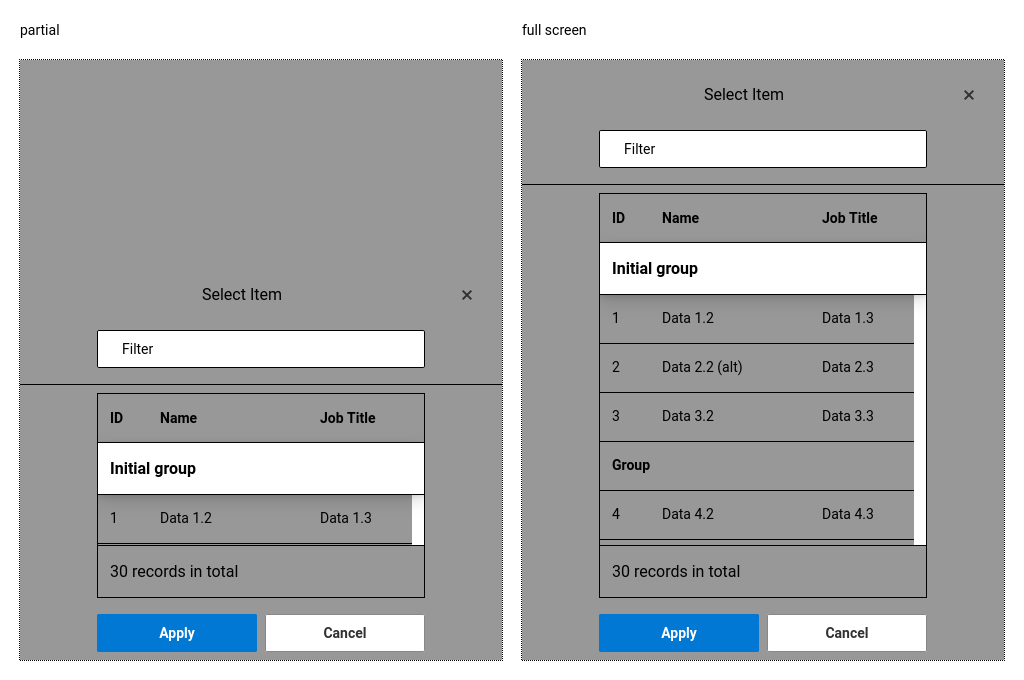 partial
Select Item ×
Filter
ID Name Job Title
Initial group
1 Data 1.2 Data 1.3
30 records in total
Apply Cancel
full screen
Select Item ×
Filter
ID Name Job Title
Initial group
1 Data 1.2 Data 1.3
2 Data 2.2 (alt) Data 2.3
3 Data 3.2 Data 3.3
Group
4 Data 4.2 Data 4.3
30 records in total
Apply Cancel